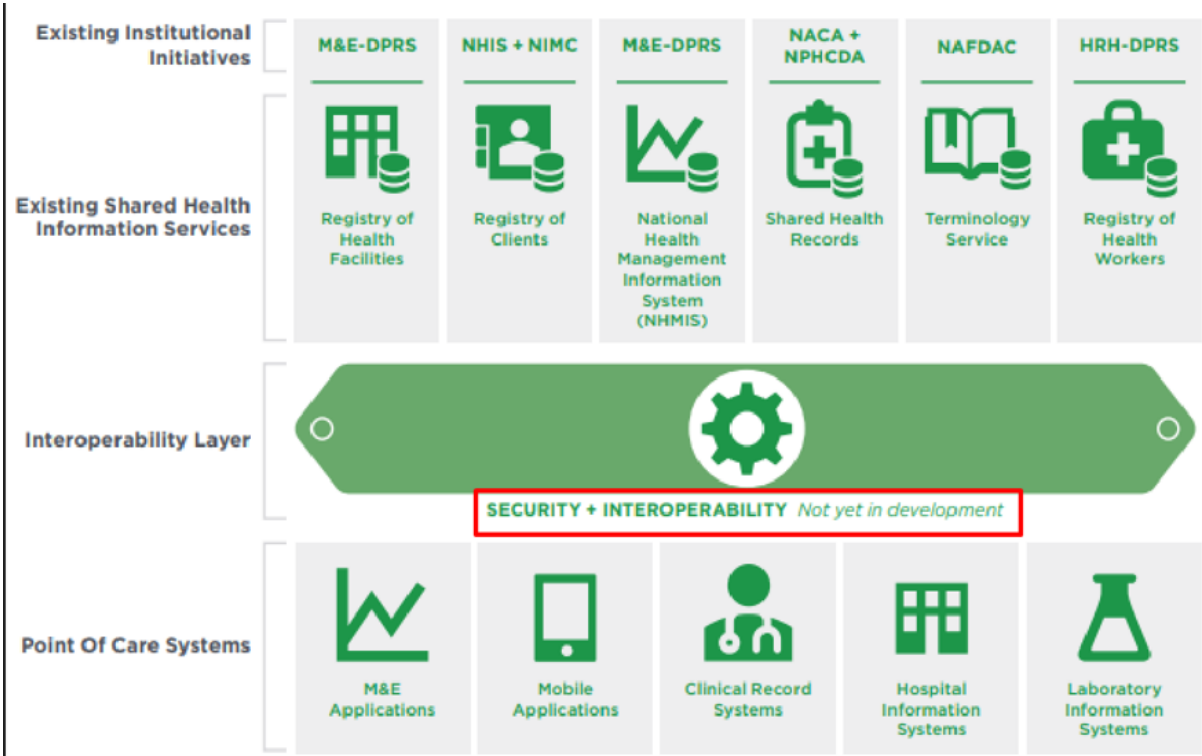 Existing Institutional
Initiatives
M&E-DPRS
NHIS + NIMC
M&E-DPRS
NACA +
NPHCDA
NAFDAC
HRH-DPRS
Existing Shared Health
Information Services
Registry of
Health
Facilities
Registry of
Clients
National
Health
Management
Information
System
(NHMIS)
Shared Health
Records
Terminology
Service
Registry of
Health
Workers
Interoperability Layer
SECURITY + INTEROPERABILITY Not yet in development
Point Of Care Systems
M&E
Applications
Mobile
Applications
Clinical Record
Systems
Hospital
Information
Systems
Laboratory
Information
Systems